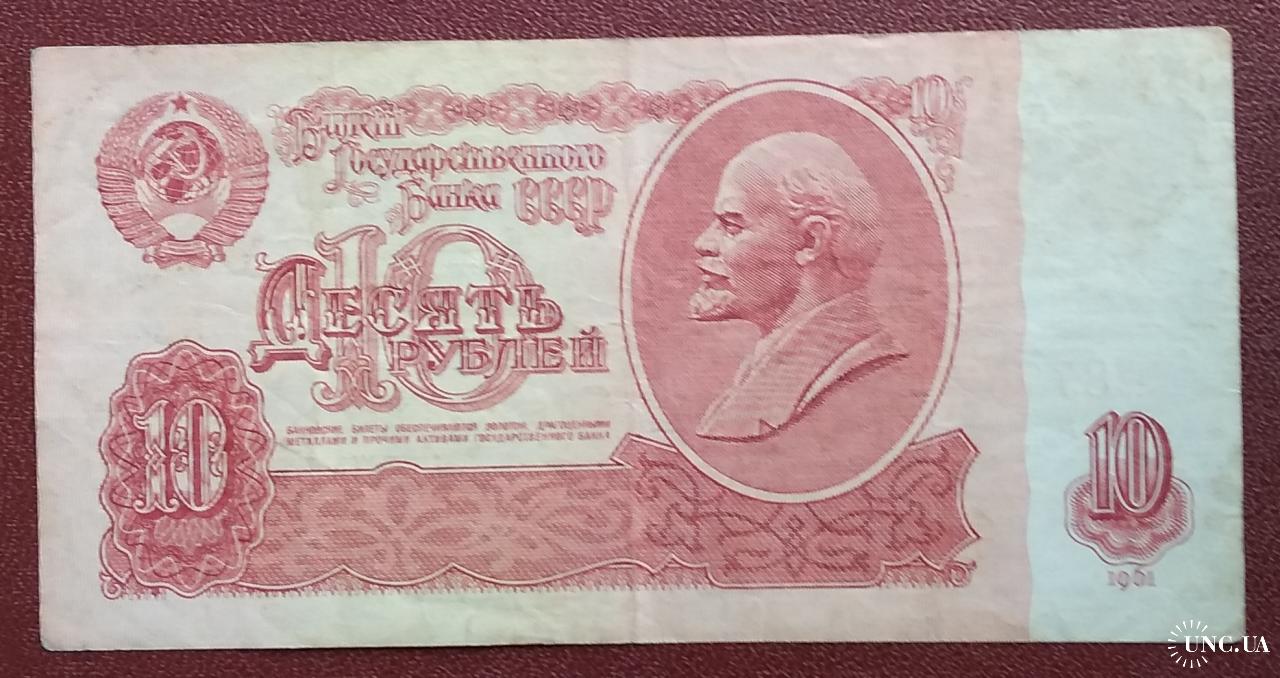 Билет
Государственного
Банка СССР
10
10
Десять
Рублей
БАНКОВСКИЕ БИЛЕТЫ ОБЕСПЕЧИВАЮТСЯ ЗОЛОТОМ, ДРАГОЦЕННЫМИ
МЕТАЛЛАМИ И ПРОЧИМИ АКТИВАМИ ГОСУДАРСТВЕННОГО БАНКА
10
10
1961
UNC.UA